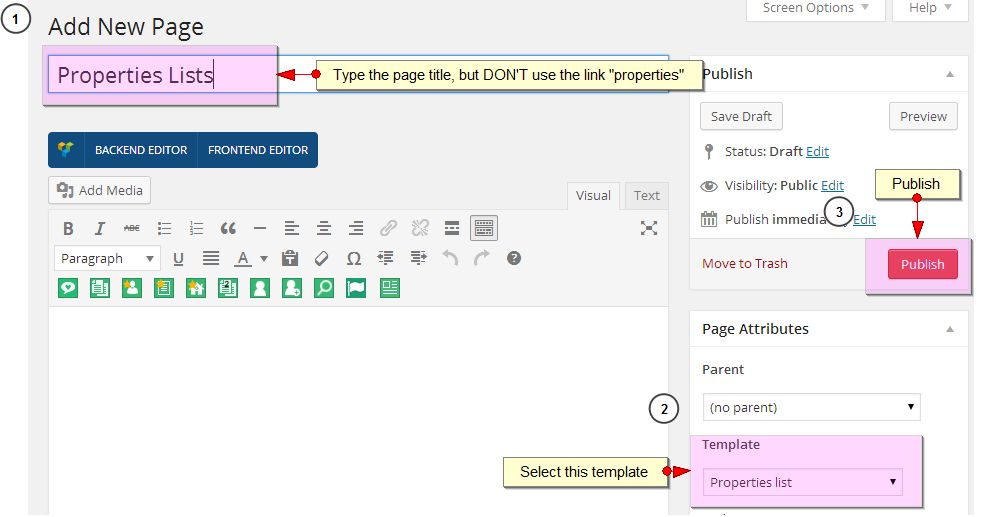 1
Screen Options
Help
Add New Page
Properties Lists
Type the page title, but DON'T use the link "properties"
Publish
Save Draft
Preview
BACKEND EDITOR
FRONTEND EDITOR
Status: Draft Edit
Add Media
Visual
Text
Visibility: Public Edit
Publish
3
B I ABC
Publish Edit
Paragraph
U
A
Ω
?
Move to Trash
Publish
2
Page Attributes
Parent
(no parent)
2
Template
Select this template
Properties list